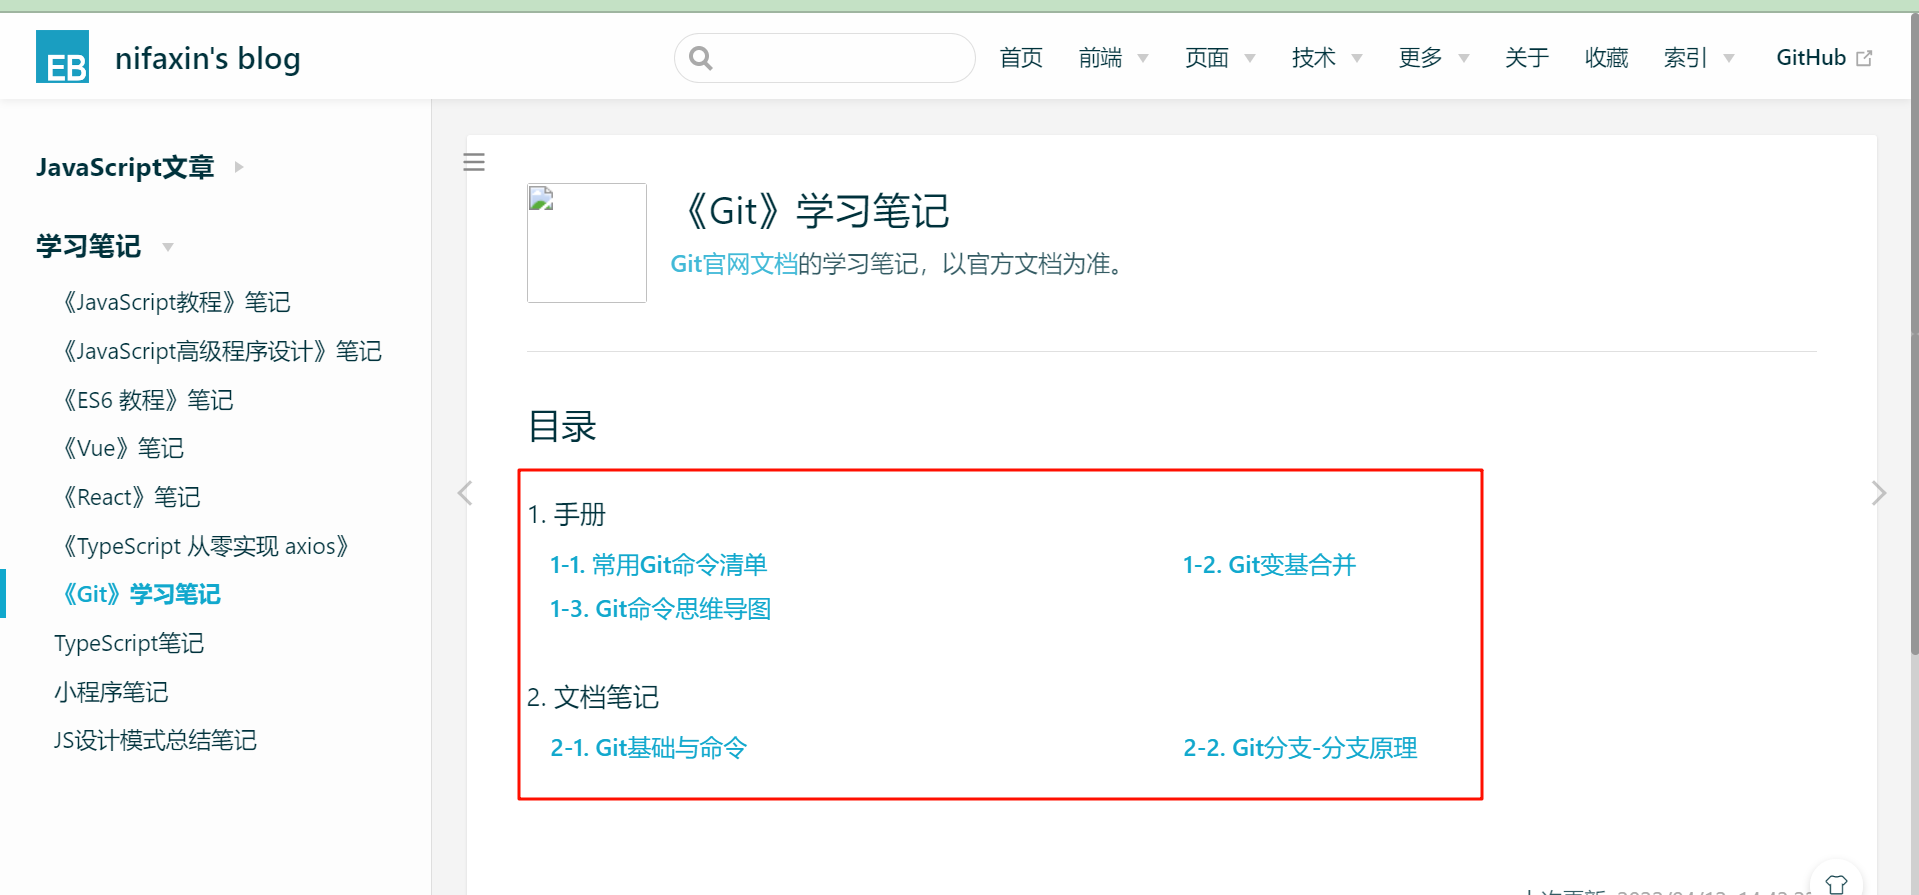 EB
nifaxin's blog
首页 前端 页面 技术 更多 关于 收藏 索引 GitHub
JavaScript文章
学习笔记
《JavaScript教程》笔记
《JavaScript高级程序设计》笔记
《ES6 教程》笔记
《Vue》笔记
《React》笔记
《TypeScript 从零实现 axios》
《Git》学习笔记
TypeScript笔记
小程序笔记
JS设计模式总结笔记
《Git》学习笔记
Git官网文档的学习笔记，以官方文档为准。
目录
1. 手册
1-1. 常用Git命令清单 1-2. Git变基合并
1-3. Git命令思维导图
2. 文档笔记
2-1. Git基础与命令 2-2. Git分支-分支原理